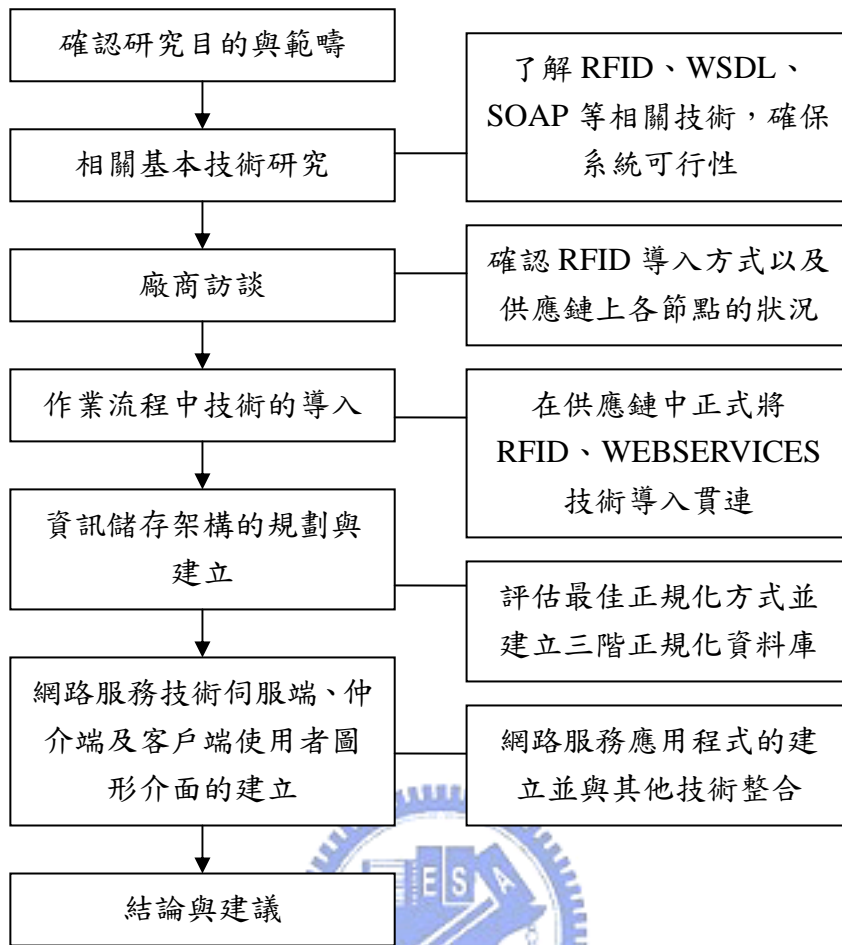 確認研究目的與範疇
了解 RFID、WSDL、
SOAP 等相關技術，確保
系統可行性
相關基本技術研究
廠商訪談
確認 RFID 導入方式以及
供應鏈上各節點的狀況
作業流程中技術的導入
在供應鏈中正式將
RFID、WEBSERVICES
技術導入貫連
資訊儲存架構的規劃與
建立
評估最佳正規化方式並
建立三階正規化資料庫
網路服務技術伺服端、仲
介端及客戶端使用者圖
形介面的建立
網路服務應用程式的建
立並與其他技術整合
結論與建議
E S A